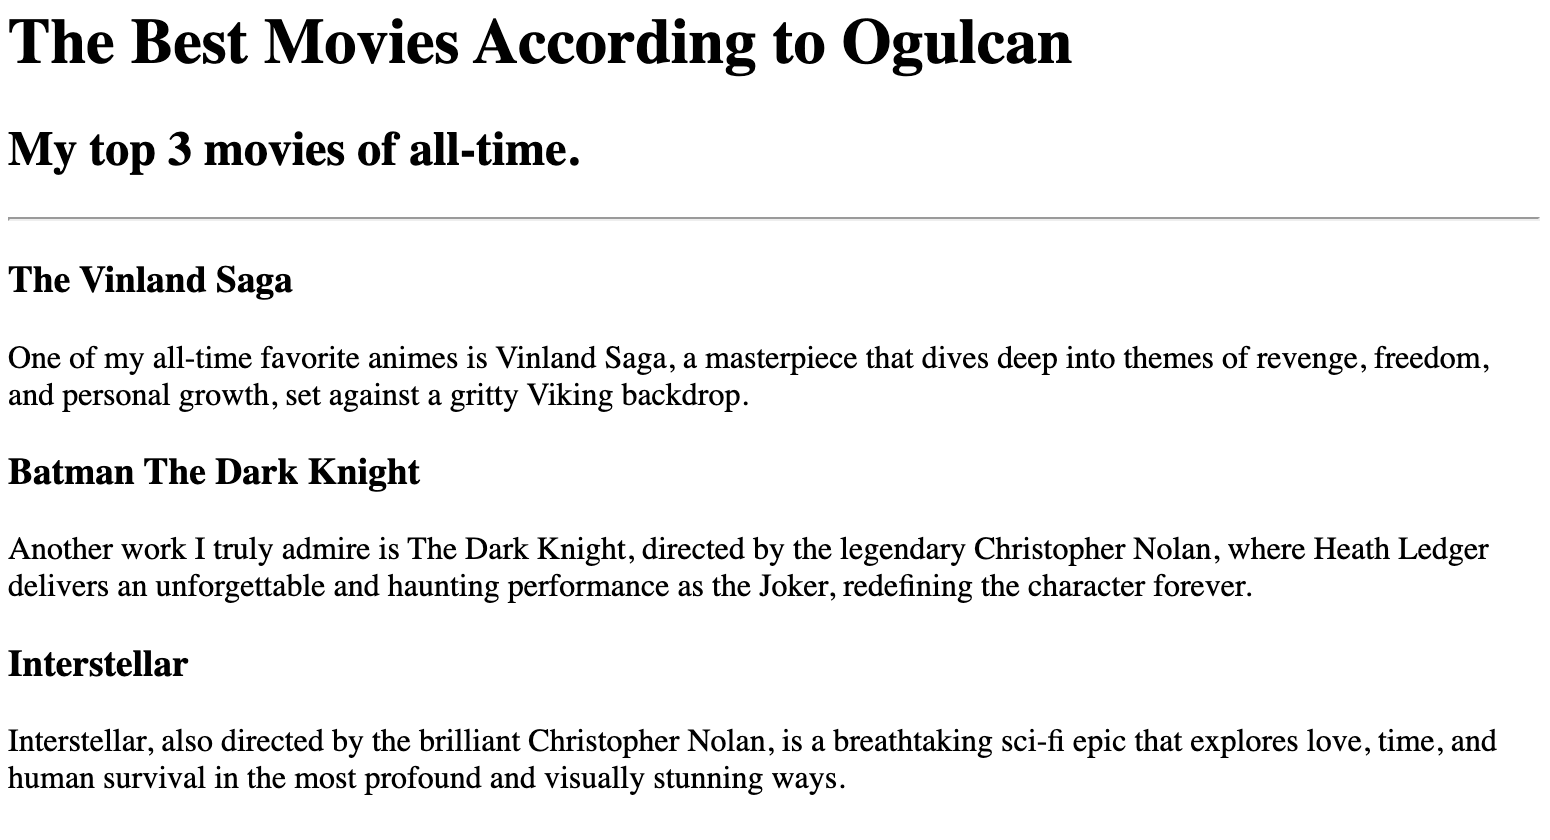 The Best Movies According to Ogulcan
My top 3 movies of all-time.
The Vinland Saga
One of my all-time favorite animes is Vinland Saga, a masterpiece that dives deep into themes of revenge, freedom,
and personal growth, set against a gritty Viking backdrop.
Batman The Dark Knight
Another work I truly admire is The Dark Knight, directed by the legendary Christopher Nolan, where Heath Ledger
delivers an unforgettable and haunting performance as the Joker, redefining the character forever.
Interstellar
Interstellar, also directed by the brilliant Christopher Nolan, is a breathtaking sci-fi epic that explores love, time, and
human survival in the most profound and visually stunning ways.